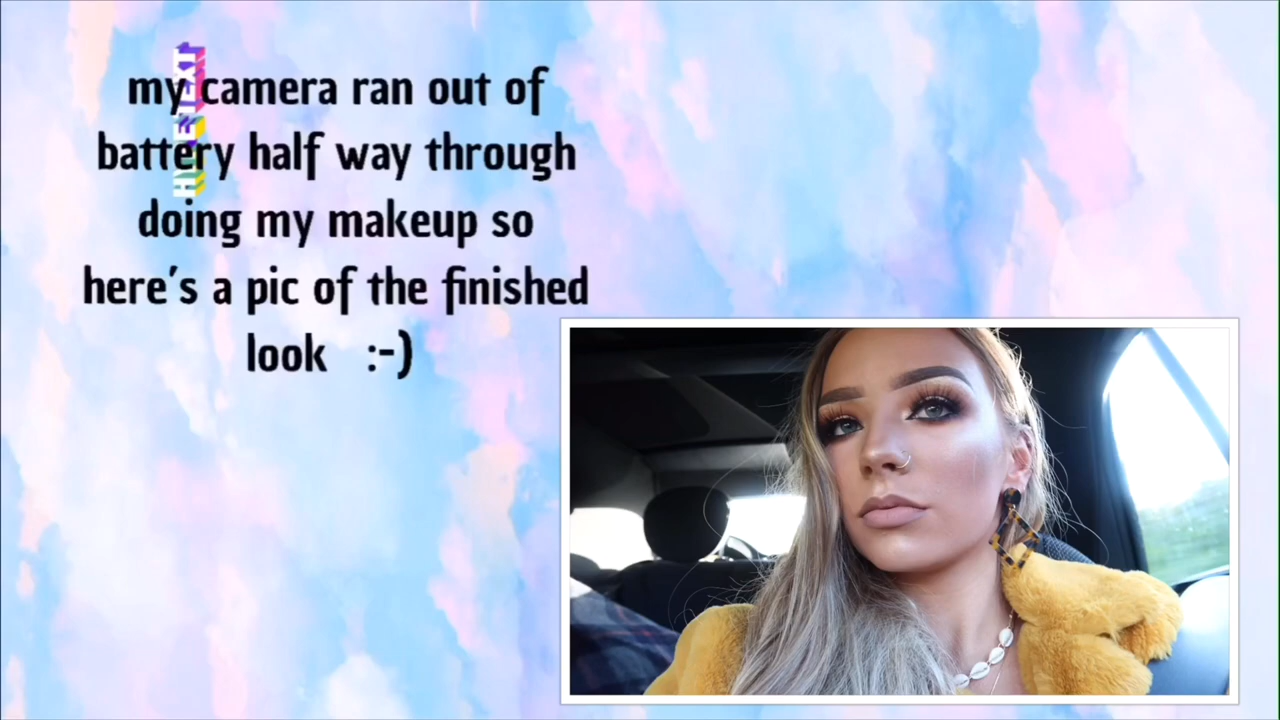 my camera ran out of
battery half way through
doing my makeup so
here's a pic of the finished
look :-)